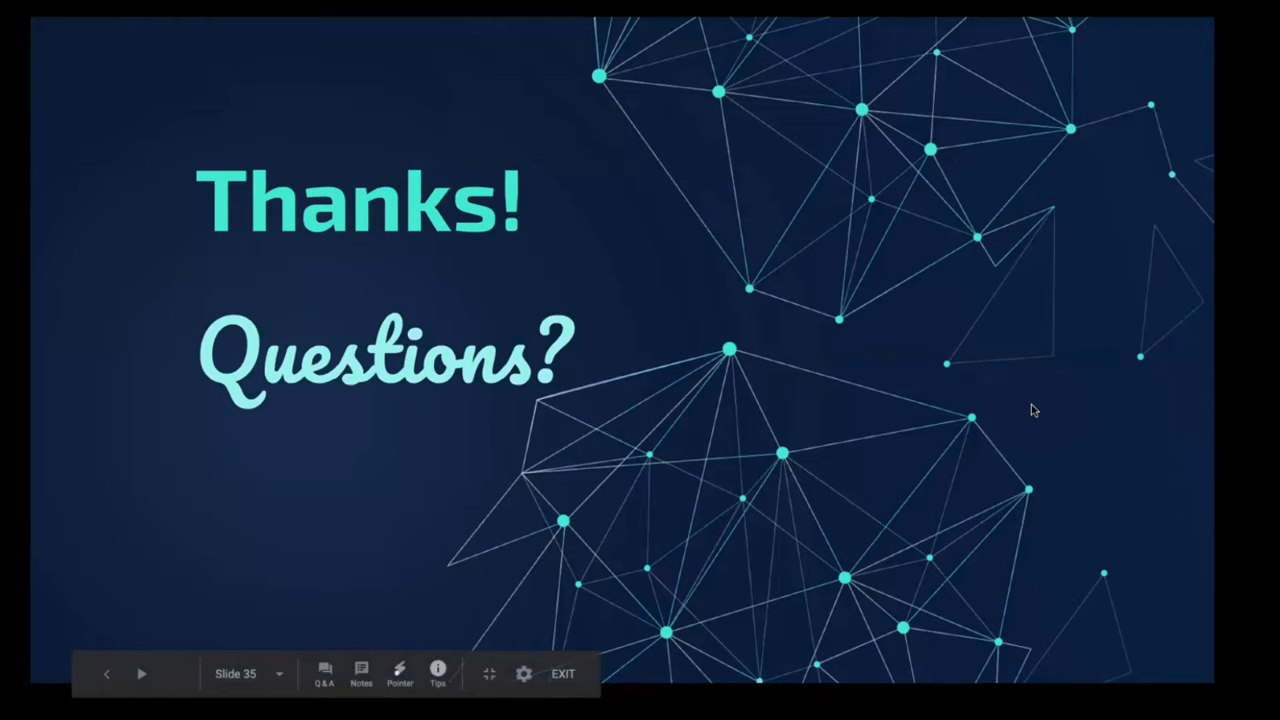 Thanks!
Questions?
Slide 35
Q & A
Notes
Pointer
Tips
EXIT